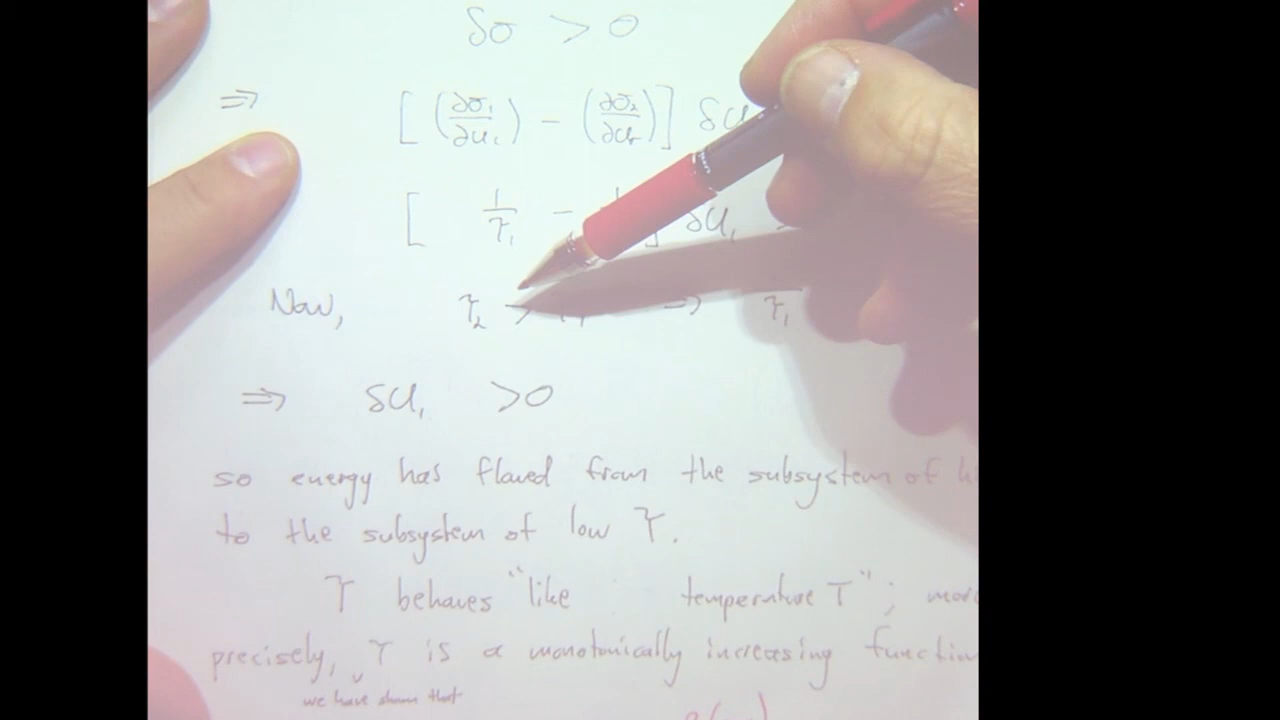 δσ > 0
⇒ [ (∂σ₁/∂U₁) − (∂σ₂/∂U₂) ] δU
[ 1/τ₁ − ] δU₁
Now, τ₂ > ⇒ τ₁
⇒ δU₁ > 0
so energy has flowed from the subsystem of
to the subsystem of low τ.
τ behaves "like temperature T"; more
precisely, τ is a monotonically increasing function
we have shown that